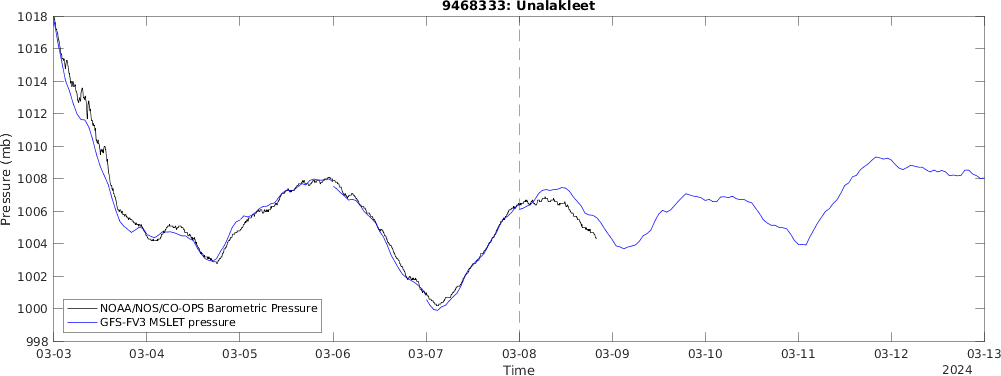 9468333: Unalakleet
1018
1016
1014
1012
1010
1008
1006
1004
1002
1000
998
Pressure (mb)
NOAA/NOS/CO-OPS Barometric Pressure
GFS-FV3 MSLET pressure
03-03 03-04 03-05 03-06 03-07 03-08 03-09 03-10 03-11 03-12 03-13
Time
2024